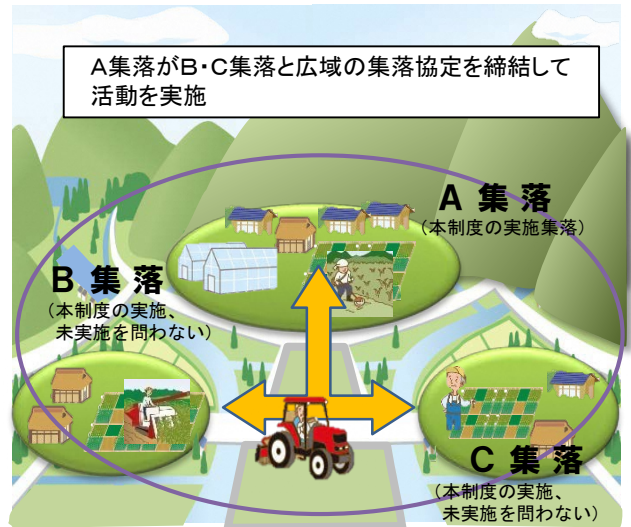 A集落がB・C集落と広域の集落協定を締結して
活動を実施
A 集 落
（本制度の実施集落）
B 集 落
（本制度の実施、
未実施を問わない）
C 集 落
（本制度の実施、
未実施を問わない）